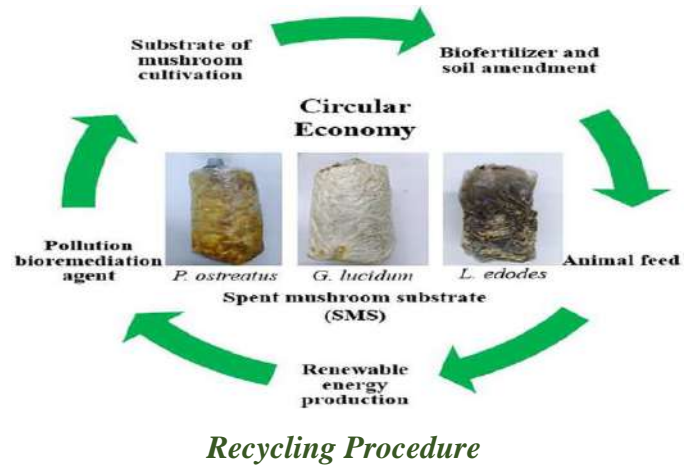 Substrate of
mushroom
cultivation
Biofertilizer and
soil amendment
Circular
Economy
Pollution
bioremediation
agent
P. ostreatus
G. lucidum
L. edodes
Animal feed
Spent mushroom substrate
(SMS)
Renewable
energy
production
Recycling Procedure